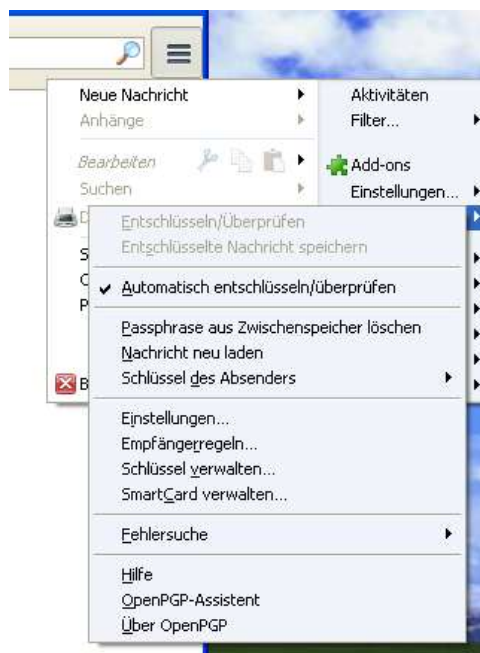 Neue Nachricht
Anhänge
Bearbeiten
Suchen
D
S
C
P
B
Aktivitäten
Filter...
Add-ons
Einstellungen...
Entschlüsseln/Überprüfen
Entschlüsselte Nachricht speichern
Automatisch entschlüsseln/überprüfen
Passphrase aus Zwischenspeicher löschen
Nachricht neu laden
Schlüssel des Absenders
Einstellungen...
Empfängerregeln...
Schlüssel verwalten...
SmartCard verwalten...
Fehlersuche
Hilfe
OpenPGP-Assistent
Über OpenPGP